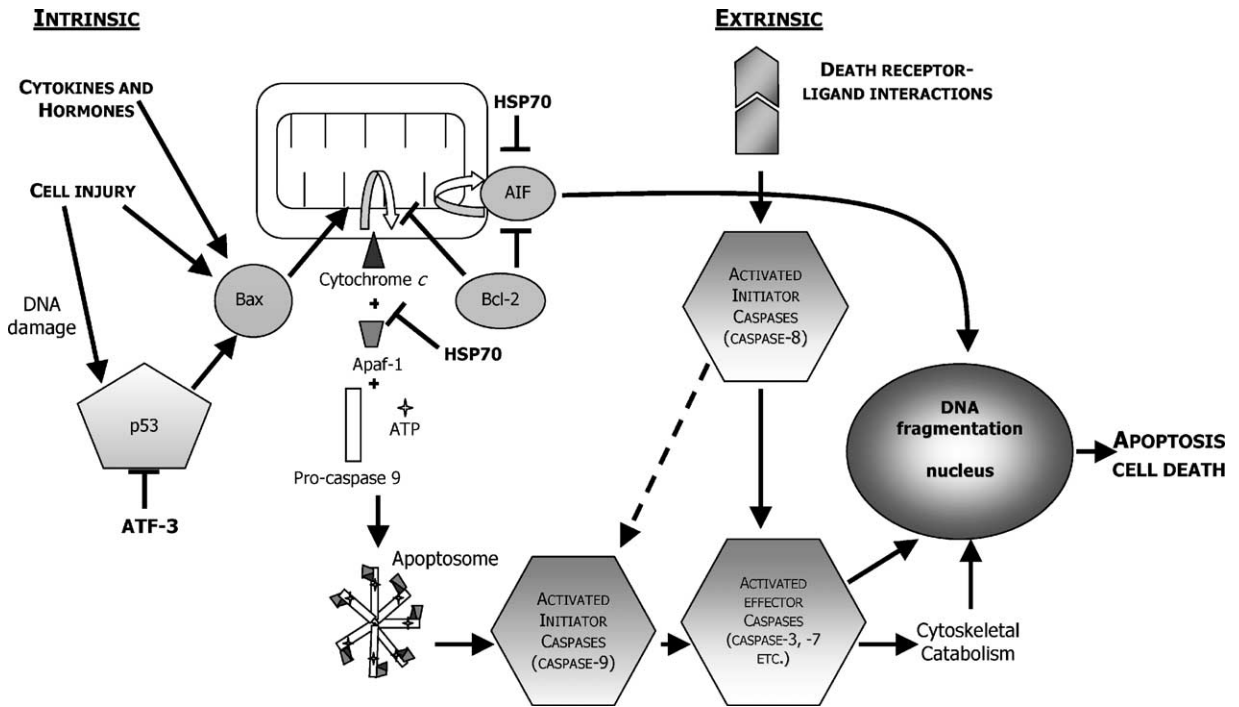 INTRINSIC
EXTRINSIC
CYTOKINES AND
HORMONES
CELL INJURY
DNA
damage
p53
ATF-3
Bax
HSP70
AIF
Bcl-2
Cytochrome c
+
HSP70
Apaf-1
+
ATP
Pro-caspase 9
Apoptosome
DEATH RECEPTOR-
LIGAND INTERACTIONS
ACTIVATED
INITIATOR
CASPASES
(CASPASE-8)
ACTIVATED
INITIATOR
CASPASES
(CASPASE-9)
ACTIVATED
EFFECTOR
CASPASES
(CASPASE-3, -7
ETC.)
Cytoskeletal
Catabolism
DNA
fragmentation
nucleus
APOPTOSIS
CELL DEATH